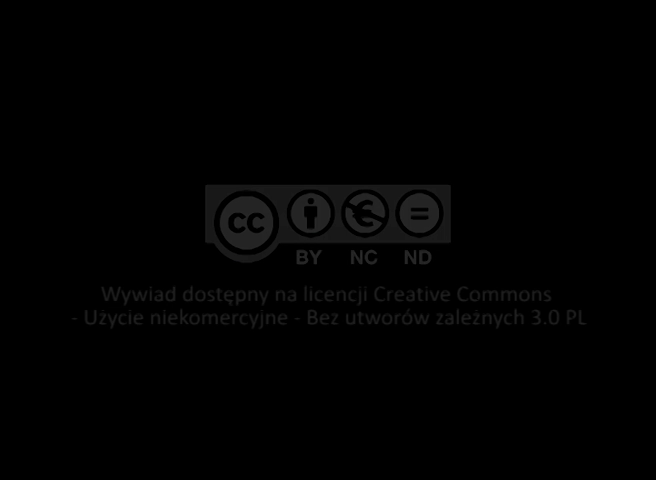 cc
BY NC ND
Wywiad dostępny na licencji Creative Commons
- Użycie niekomercyjne - Bez utworów zależnych 3.0 PL